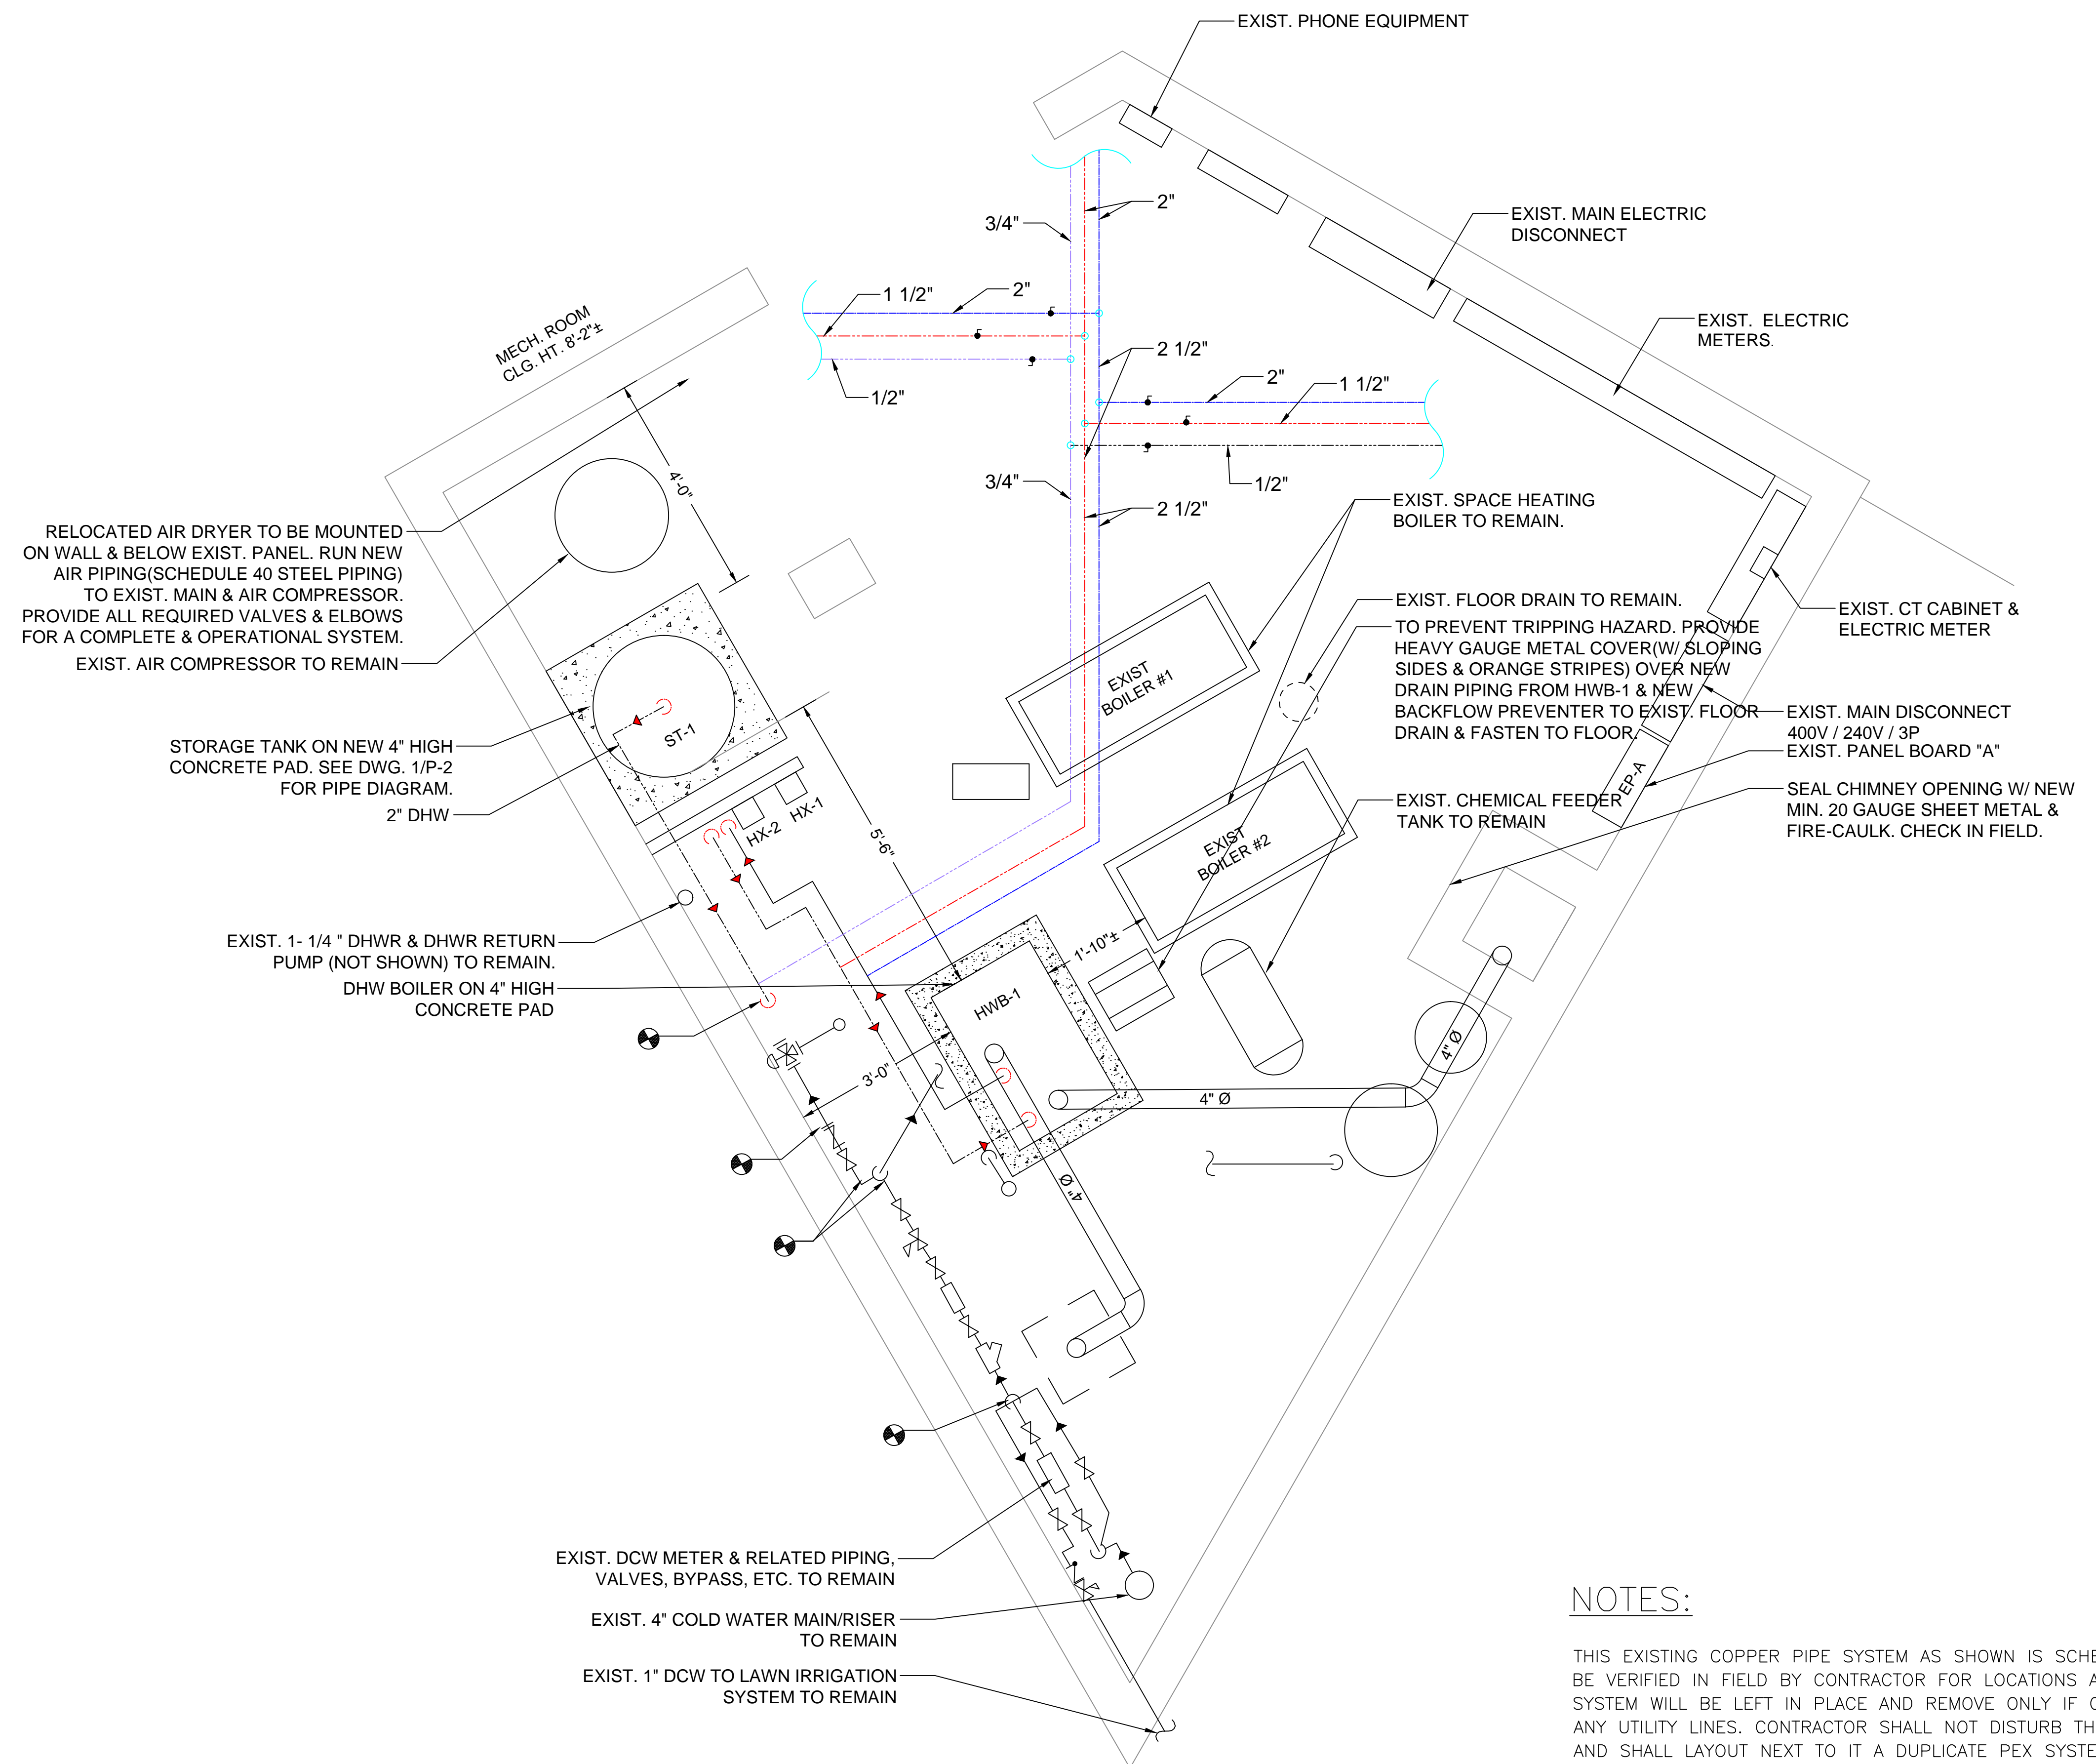 EXIST. PHONE EQUIPMENT
2"
3/4"
EXIST. MAIN ELECTRIC
DISCONNECT
1 1/2"
2"
MECH. ROOM
CLG. HT. 8'-2"±
EXIST. ELECTRIC
METERS.
2 1/2"
1/2"
2"
1 1/2"
4'-0"
3/4"
1/2"
2 1/2"
EXIST. SPACE HEATING
BOILER TO REMAIN.
RELOCATED AIR DRYER TO BE MOUNTED
ON WALL & BELOW EXIST. PANEL. RUN NEW
AIR PIPING(SCHEDULE 40 STEEL PIPING)
TO EXIST. MAIN & AIR COMPRESSOR.
PROVIDE ALL REQUIRED VALVES & ELBOWS
FOR A COMPLETE & OPERATIONAL SYSTEM.
EXIST. AIR COMPRESSOR TO REMAIN
EXIST. FLOOR DRAIN TO REMAIN.
TO PREVENT TRIPPING HAZARD. PROVIDE
HEAVY GAUGE METAL COVER(W/ SLOPING
SIDES & ORANGE STRIPES) OVER NEW
DRAIN PIPING FROM HWB-1 & NEW
BACKFLOW PREVENTER TO EXIST. FLOOR
DRAIN & FASTEN TO FLOOR.
EXIST. CT CABINET &
ELECTRIC METER
EXIST
BOILER #1
EXIST. MAIN DISCONNECT
400V / 240V / 3P
EXIST. PANEL BOARD "A"
EP-A
ST-1
STORAGE TANK ON NEW 4" HIGH
CONCRETE PAD. SEE DWG. 1/P-2
FOR PIPE DIAGRAM.
2" DHW
SEAL CHIMNEY OPENING W/ NEW
MIN. 20 GAUGE SHEET METAL &
FIRE-CAULK. CHECK IN FIELD.
EXIST. CHEMICAL FEEDER
TANK TO REMAIN
HX-2
HX-1
5'-6"
EXIST
BOILER #2
EXIST. 1- 1/4 " DHWR & DHWR RETURN
PUMP (NOT SHOWN) TO REMAIN.
DHW BOILER ON 4" HIGH
CONCRETE PAD
1'-10"±
HWB-1
3'-0"
4" Ø
4" Ø
4" Ø
EXIST. DCW METER & RELATED PIPING,
VALVES, BYPASS, ETC. TO REMAIN
EXIST. 4" COLD WATER MAIN/RISER
TO REMAIN
EXIST. 1" DCW TO LAWN IRRIGATION
SYSTEM TO REMAIN
NOTES:
THIS EXISTING COPPER PIPE SYSTEM AS SHOWN IS
BE VERIFIED IN FIELD BY CONTRACTOR FOR LOCATIONS
SYSTEM WILL BE LEFT IN PLACE AND REMOVE ONLY IF
ANY UTILITY LINES. CONTRACTOR SHALL NOT DISTURB
AND SHALL LAYOUT NEXT TO IT A DUPLICATE PEX